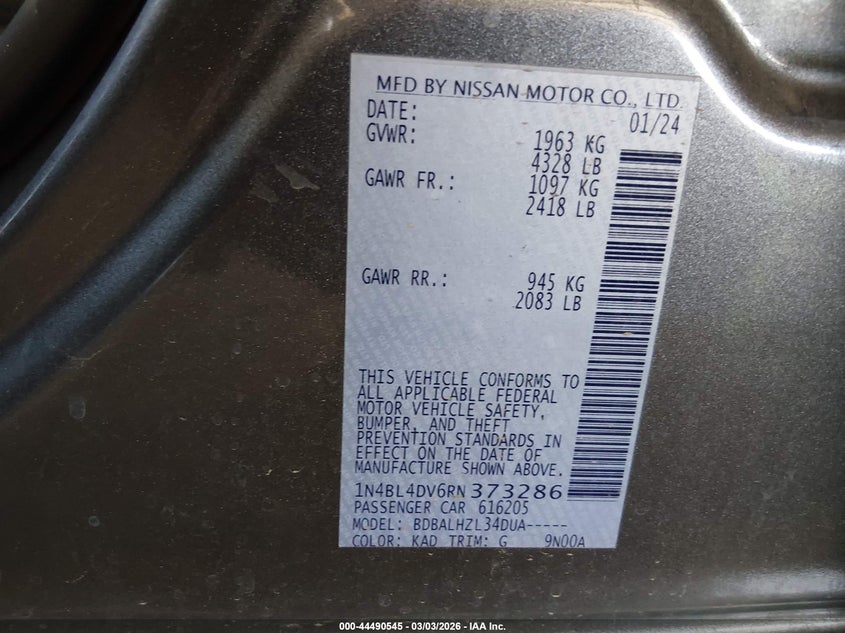 MFD BY NISSAN MOTOR CO., LTD.
DATE: 01/24
GVWR: 1963 KG
4328 LB
GAWR FR.: 1097 KG
2418 LB
GAWR RR.: 945 KG
2083 LB
THIS VEHICLE CONFORMS TO
ALL APPLICABLE FEDERAL
MOTOR VEHICLE SAFETY,
BUMPER, AND THEFT
PREVENTION STANDARDS IN
EFFECT ON THE DATE OF
MANUFACTURE SHOWN ABOVE.
1N4BL4DV6RN373286
PASSENGER CAR 616205
MODEL: BDBALHZL34DUA-----
COLOR: KAD TRIM: G 9N00A
000-44490545 - 03/03/2026 - IAA Inc.